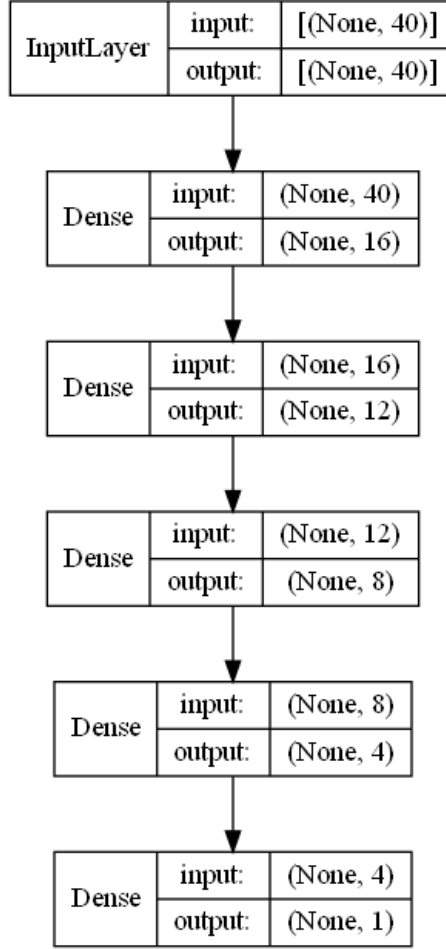 InputLayer
input: [(None, 40)]
output: [(None, 40)]
Dense
input: (None, 40)
output: (None, 16)
Dense
input: (None, 16)
output: (None, 12)
Dense
input: (None, 12)
output: (None, 8)
Dense
input: (None, 8)
output: (None, 4)
Dense
input: (None, 4)
output: (None, 1)